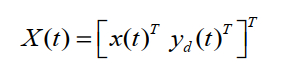 X(t) = [x(t)^T y_d(t)^T]^T